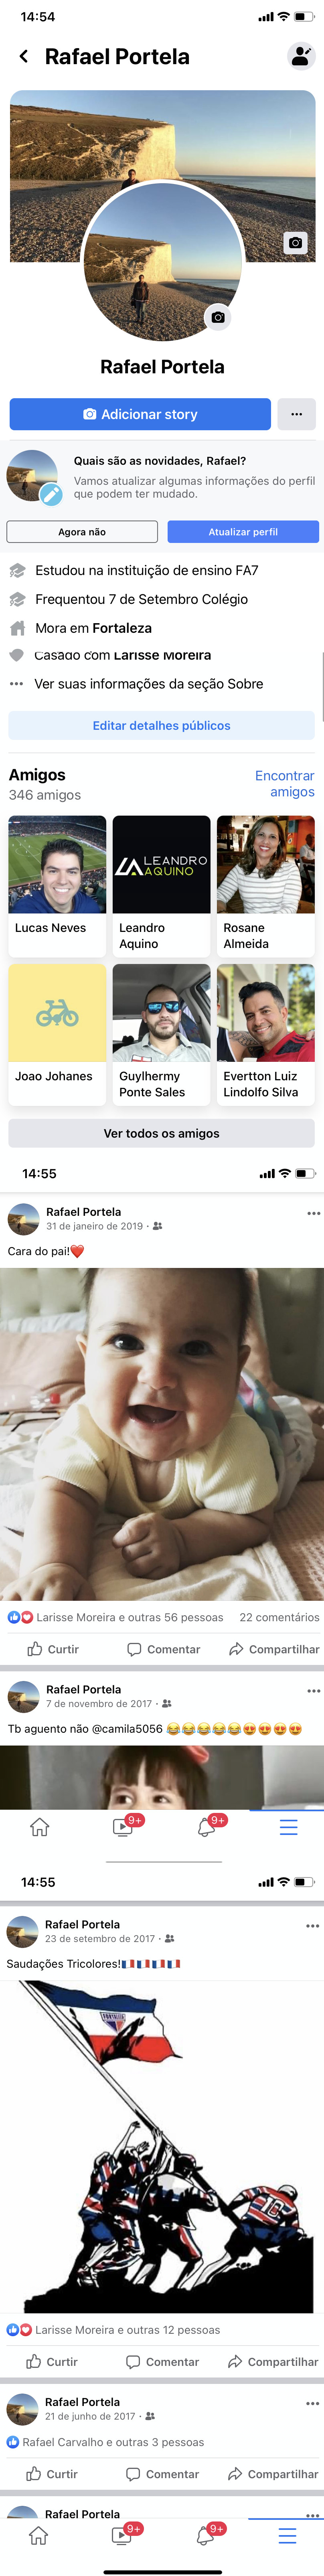 14:54
Rafael Portela
Rafael Portela
Adicionar story
Quais são as novidades, Rafael?
Vamos atualizar algumas informações do perfil
que podem ter mudado.
Agora não
Atualizar perfil
Estudou na instituição de ensino FA7
Frequentou 7 de Setembro Colégio
Mora em Fortaleza
Casado com Larisse Moreira
Ver suas informações da seção Sobre
Editar detalhes públicos
Amigos
346 amigos
Encontrar
amigos
LEANDRO
AQUINO
Lucas Neves
Leandro
Aquino
Rosane
Almeida
Joao Johanes
Guylhermy
Ponte Sales
Evertton Luiz
Lindolfo Silva
Ver todos os amigos
14:55
Rafael Portela
31 de janeiro de 2019 ·
Cara do pai!❤️
Larisse Moreira e outras 56 pessoas
22 comentários
Curtir
Comentar
Compartilhar
Rafael Portela
7 de novembro de 2017 ·
Tb aguento não @camila5056 😂😂😂😂😂😍😍😍😍
9+
9+
14:55
Rafael Portela
23 de setembro de 2017 ·
Saudações Tricolores!🇫🇷🇫🇷🇫🇷🇫🇷
FORTALEZA
Larisse Moreira e outras 12 pessoas
Curtir
Comentar
Compartilhar
Rafael Portela
21 de junho de 2017 ·
Rafael Carvalho e outras 3 pessoas
Curtir
Comentar
Compartilhar
Rafael Portela
9+
9+